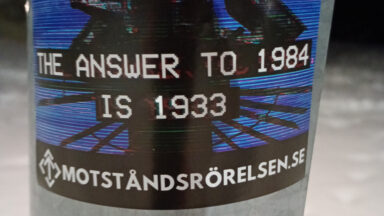 THE ANSWER TO 1984
IS 1933
MOTSTÅNDSRÖRELSEN.SE